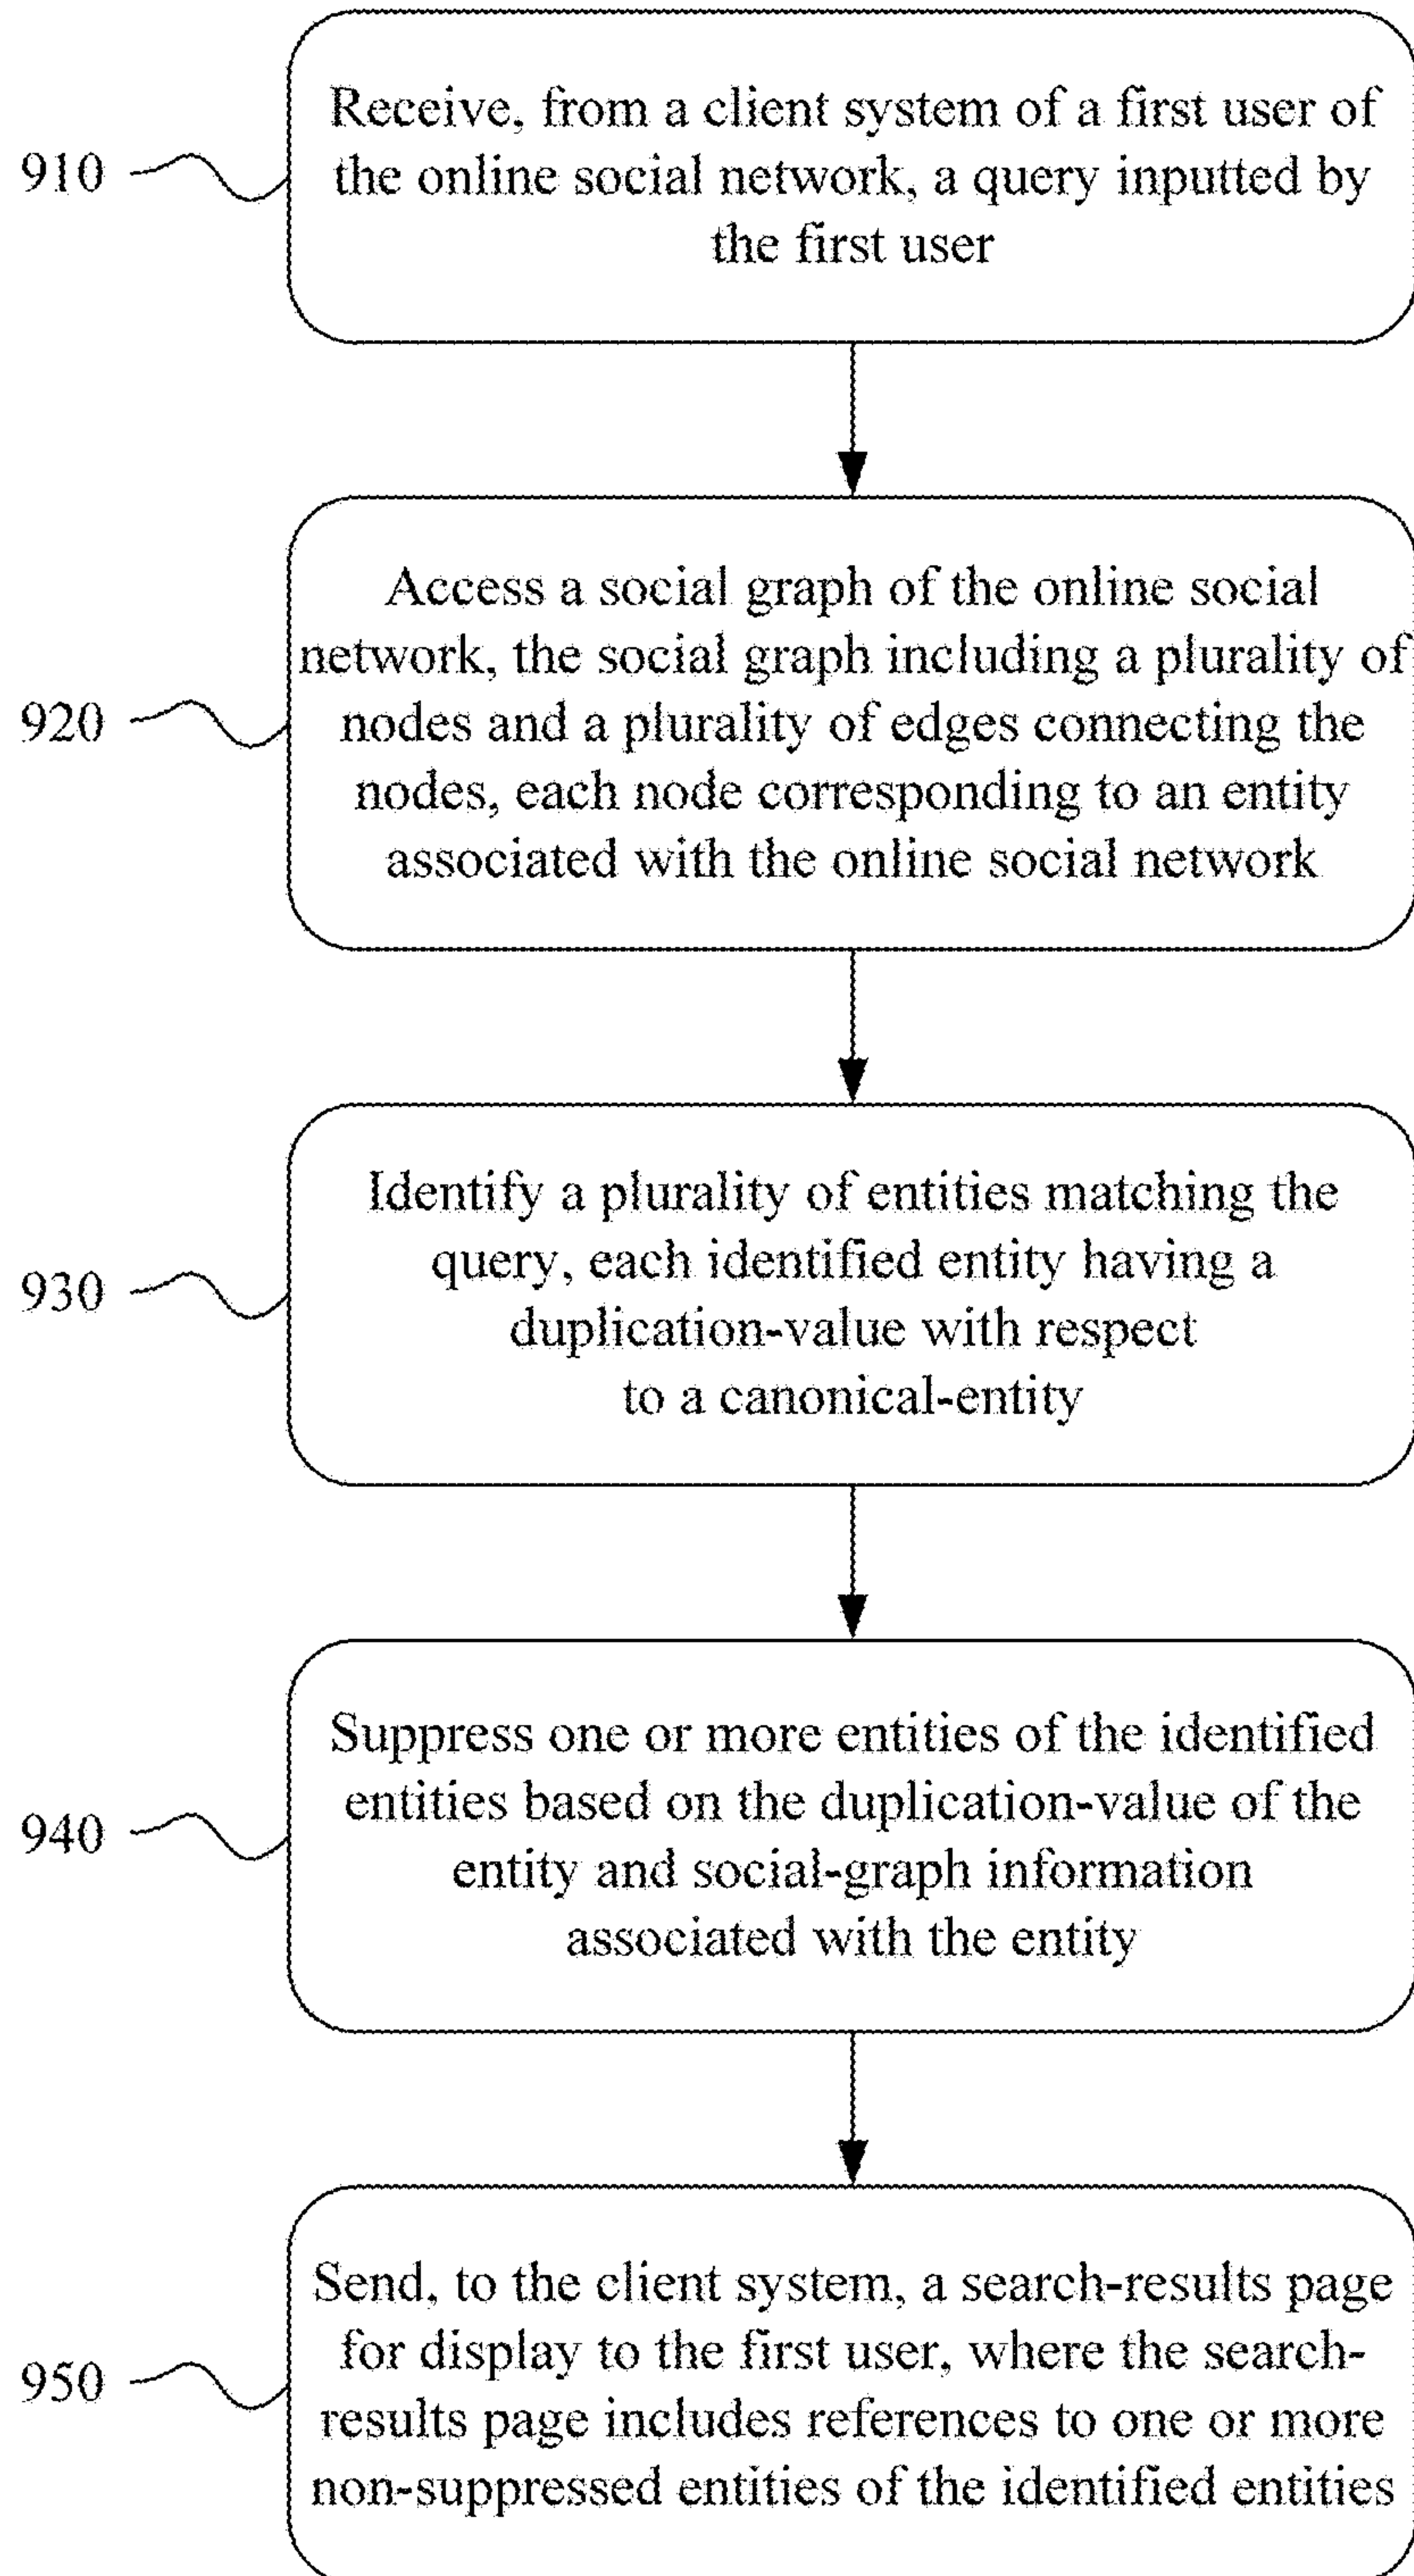 Receive, from a client system of a first user of
the online social network, a query inputted by
the first user
910
Access a social graph of the online social
network, the social graph including a plurality of
nodes and a plurality of edges connecting the
nodes, each node corresponding to an entity
associated with the online social network
920
Identify a plurality of entities matching the
query, each identified entity having a
duplication-value with respect
to a canonical-entity
930
Suppress one or more entities of the identified
entities based on the duplication-value of the
entity and social-graph information
associated with the entity
940
Send, to the client system, a search-results page
for display to the first user, where the search-
results page includes references to one or more
non-suppressed entities of the identified entities
950